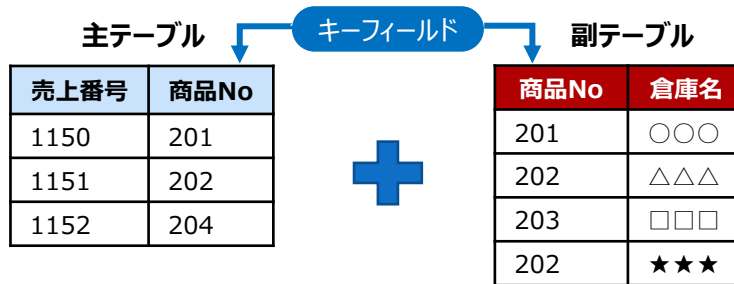 主テーブル キーフィールド 副テーブル
売上番号 商品No
1150 201
1151 202
1152 204
商品No 倉庫名
201 ○○○
202 △△△
203 □□□
202 ★★★